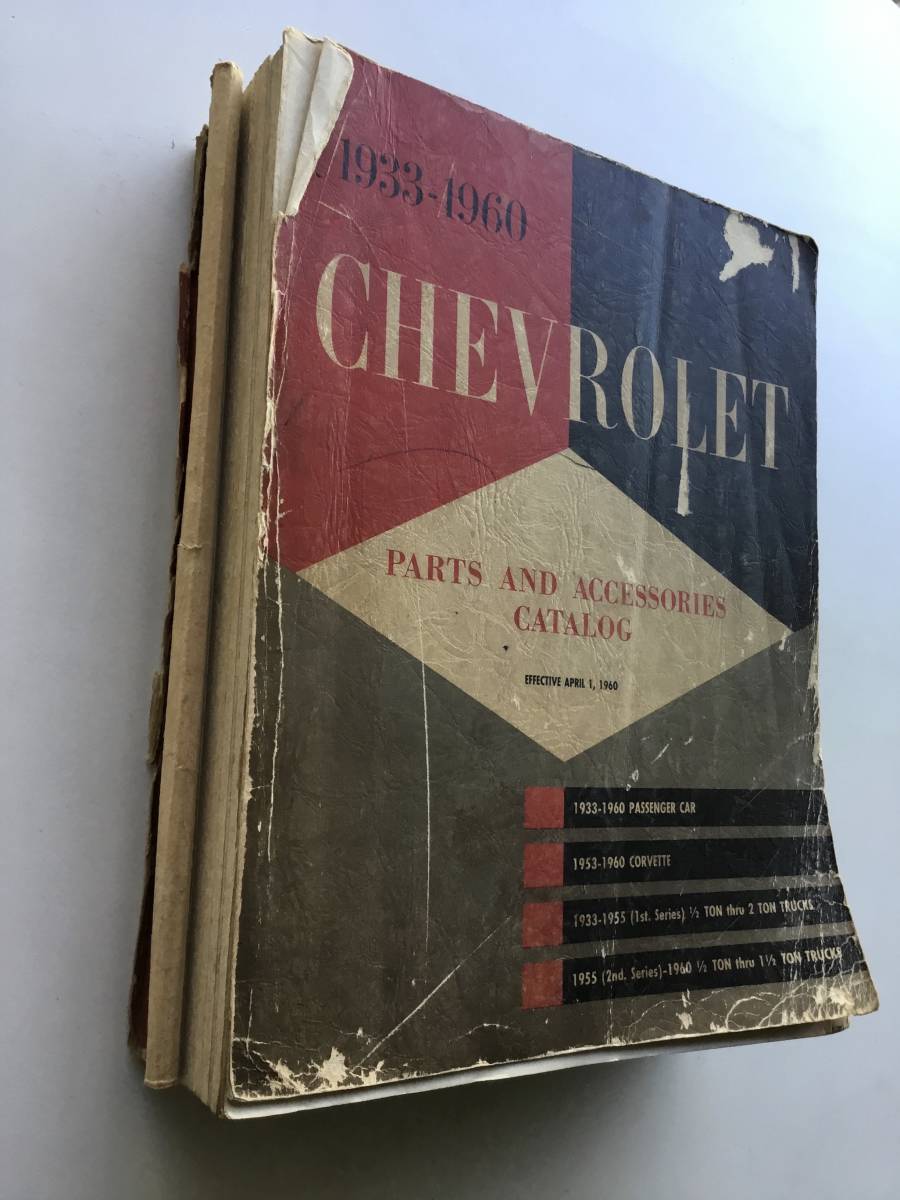 1933-1960
CHEVROLET
PARTS AND ACCESSORIES
CATALOG
EFFECTIVE APRIL 1, 1960
1933-1960 PASSENGER CAR
1953-1960 CORVETTE
1933-1955 (1st. Series) ½ TON thru 2 TON TRUCKS
1955 (2nd. Series)-1960 ½ TON thru 1½ TON TRUCKS